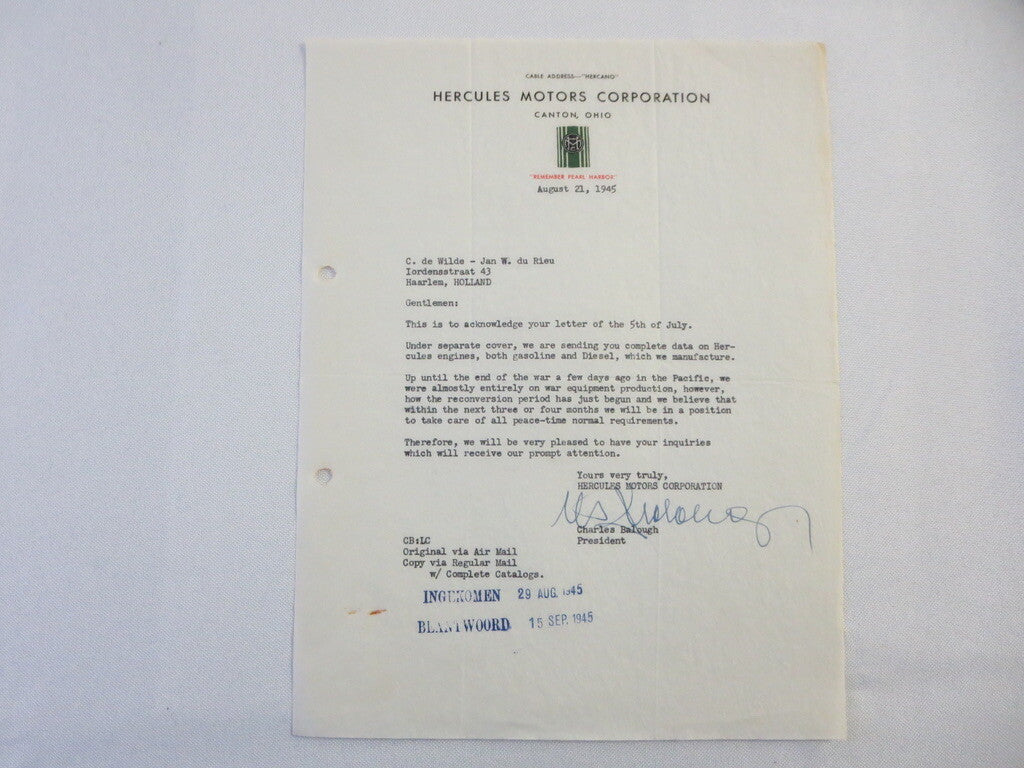 CABLE ADDRESS—"HERCANO"
HERCULES MOTORS CORPORATION
CANTON, OHIO
"REMEMBER PEARL HARBOR"
August 21, 1945
C. de Wilde - Jan W. du Rieu
Iordensstraat 43
Haarlem, HOLLAND
Gentlemen:
This is to acknowledge your letter of the 5th of July.
Under separate cover, we are sending you complete data on Her-
cules engines, both gasoline and Diesel, which we manufacture.
Up until the end of the war a few days ago in the Pacific, we
were almostly entirely on war equipment production, however,
how the reconversion period has just begun and we believe that
within the next three or four months we will be in a position
to take care of all peace-time normal requirements.
Therefore, we will be very pleased to have your inquiries
which will receive our prompt attention.
Yours very truly,
HERCULES MOTORS CORPORATION
Charles Balough
President
CB:LC
Original via Air Mail
Copy via Regular Mail
w/ Complete Catalogs.
INGEKOMEN 29 AUG. 1945
BEANTWOORD 15 SEP. 1945